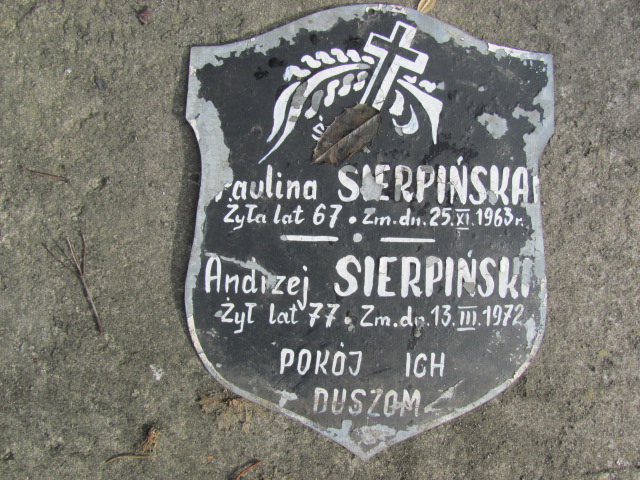 Paulina SIERPIŃSKA
Żyła lat 67 • Zm. dn. 25.XI.1963 r.
Andrzej SIERPIŃSKI
Żył lat 77 • Zm. dn. 13.III.1972
POKÓJ ICH
DUSZOM